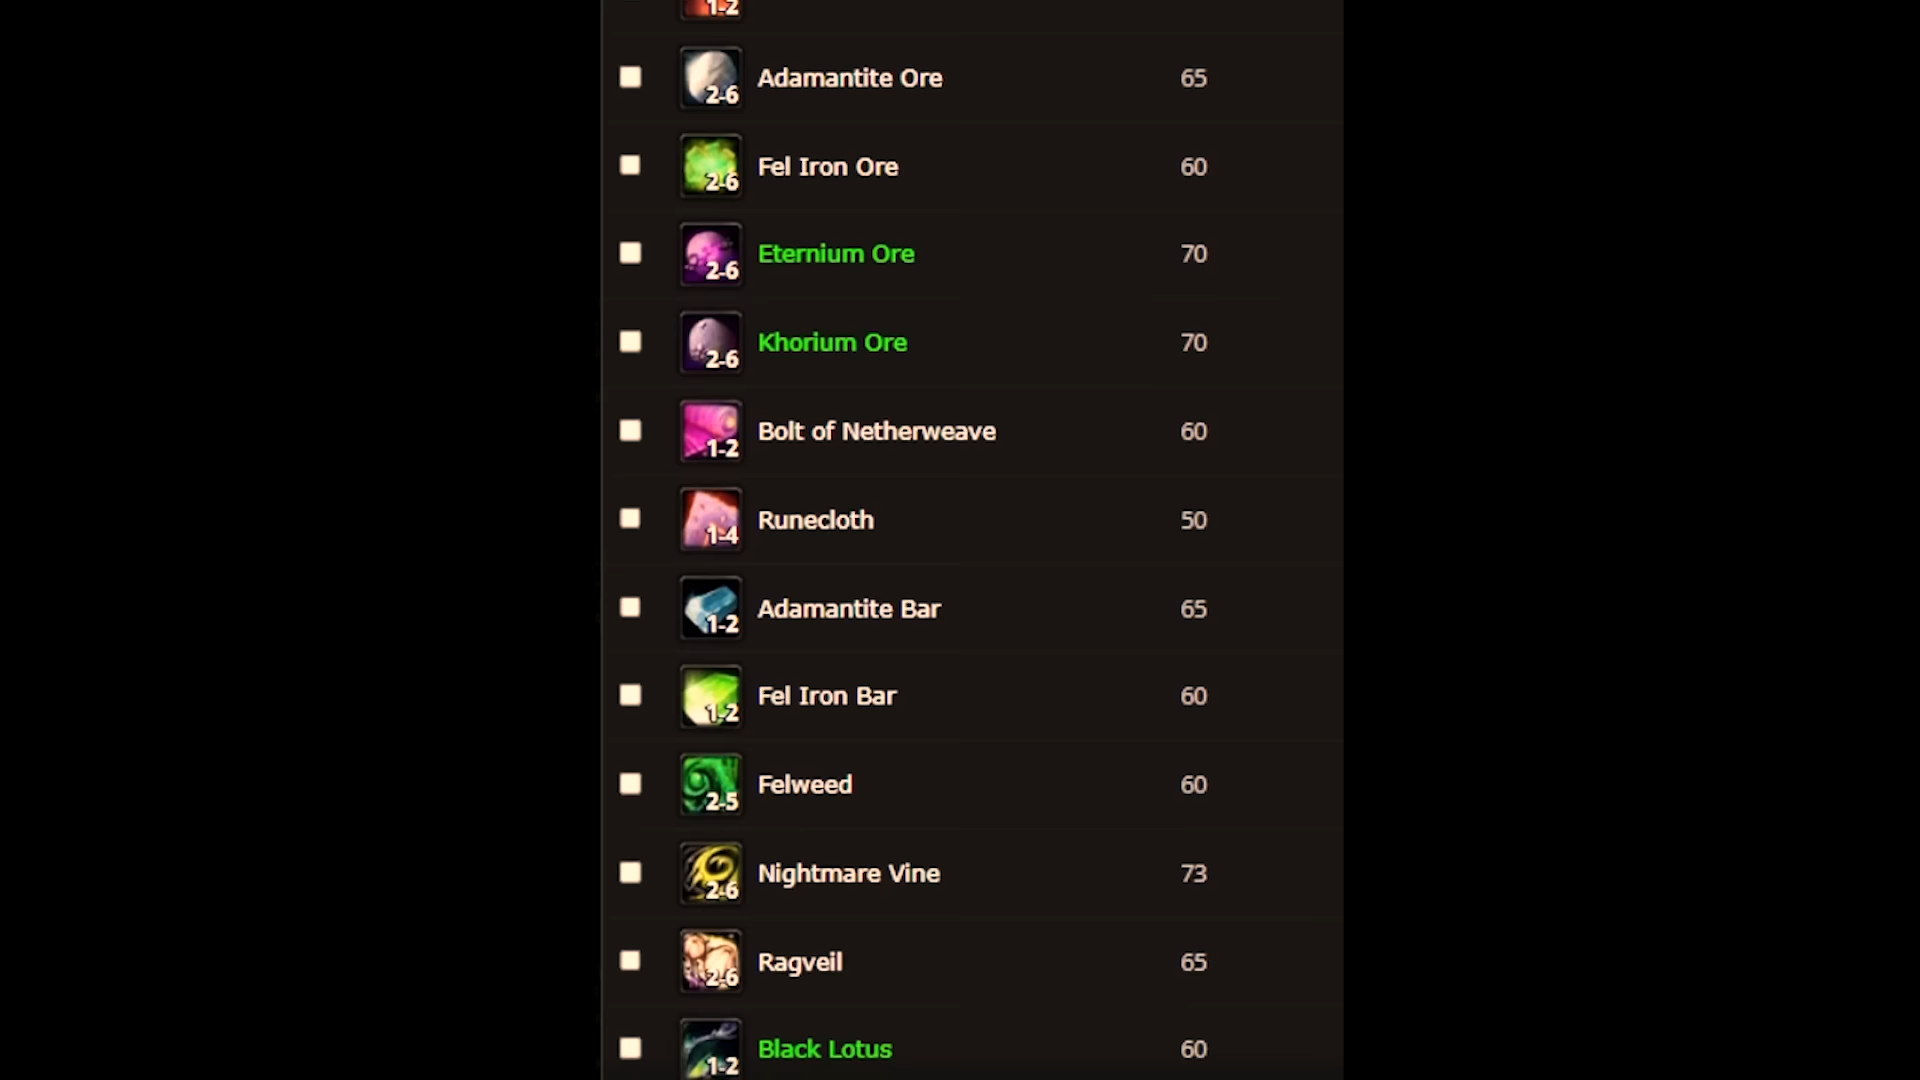 1-2
2-6 Adamantite Ore 65
2-6 Fel Iron Ore 60
2-6 Eternium Ore 70
2-6 Khorium Ore 70
1-2 Bolt of Netherweave 60
1-4 Runecloth 50
1-2 Adamantite Bar 65
1-2 Fel Iron Bar 60
2-5 Felweed 60
2-6 Nightmare Vine 73
2-6 Ragveil 65
1-2 Black Lotus 60